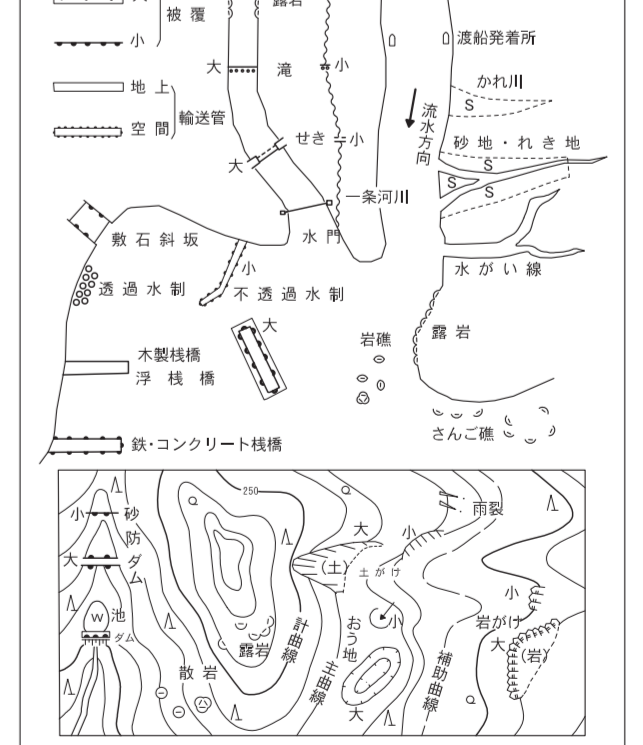 被覆
小
露岩
渡船発着所
地上
空間
輸送管
大
滝
小
かれ川
流水方向
せき
小
砂地・れき地
S
S
S
S
大
一条河川
敷石斜坂
水門
水がい線
透過水制
小
不透過水制
大
岩礁
露岩
木製桟橋
浮桟橋
鉄・コンクリート桟橋
さんご礁
250
小
砂防ダム
大
W
池
ダム
大
小
雨裂
(土)
土がけ
小
岩がけ
大
(岩)
おう地
小
大
露岩
散岩
計曲線
主曲線
補助曲線